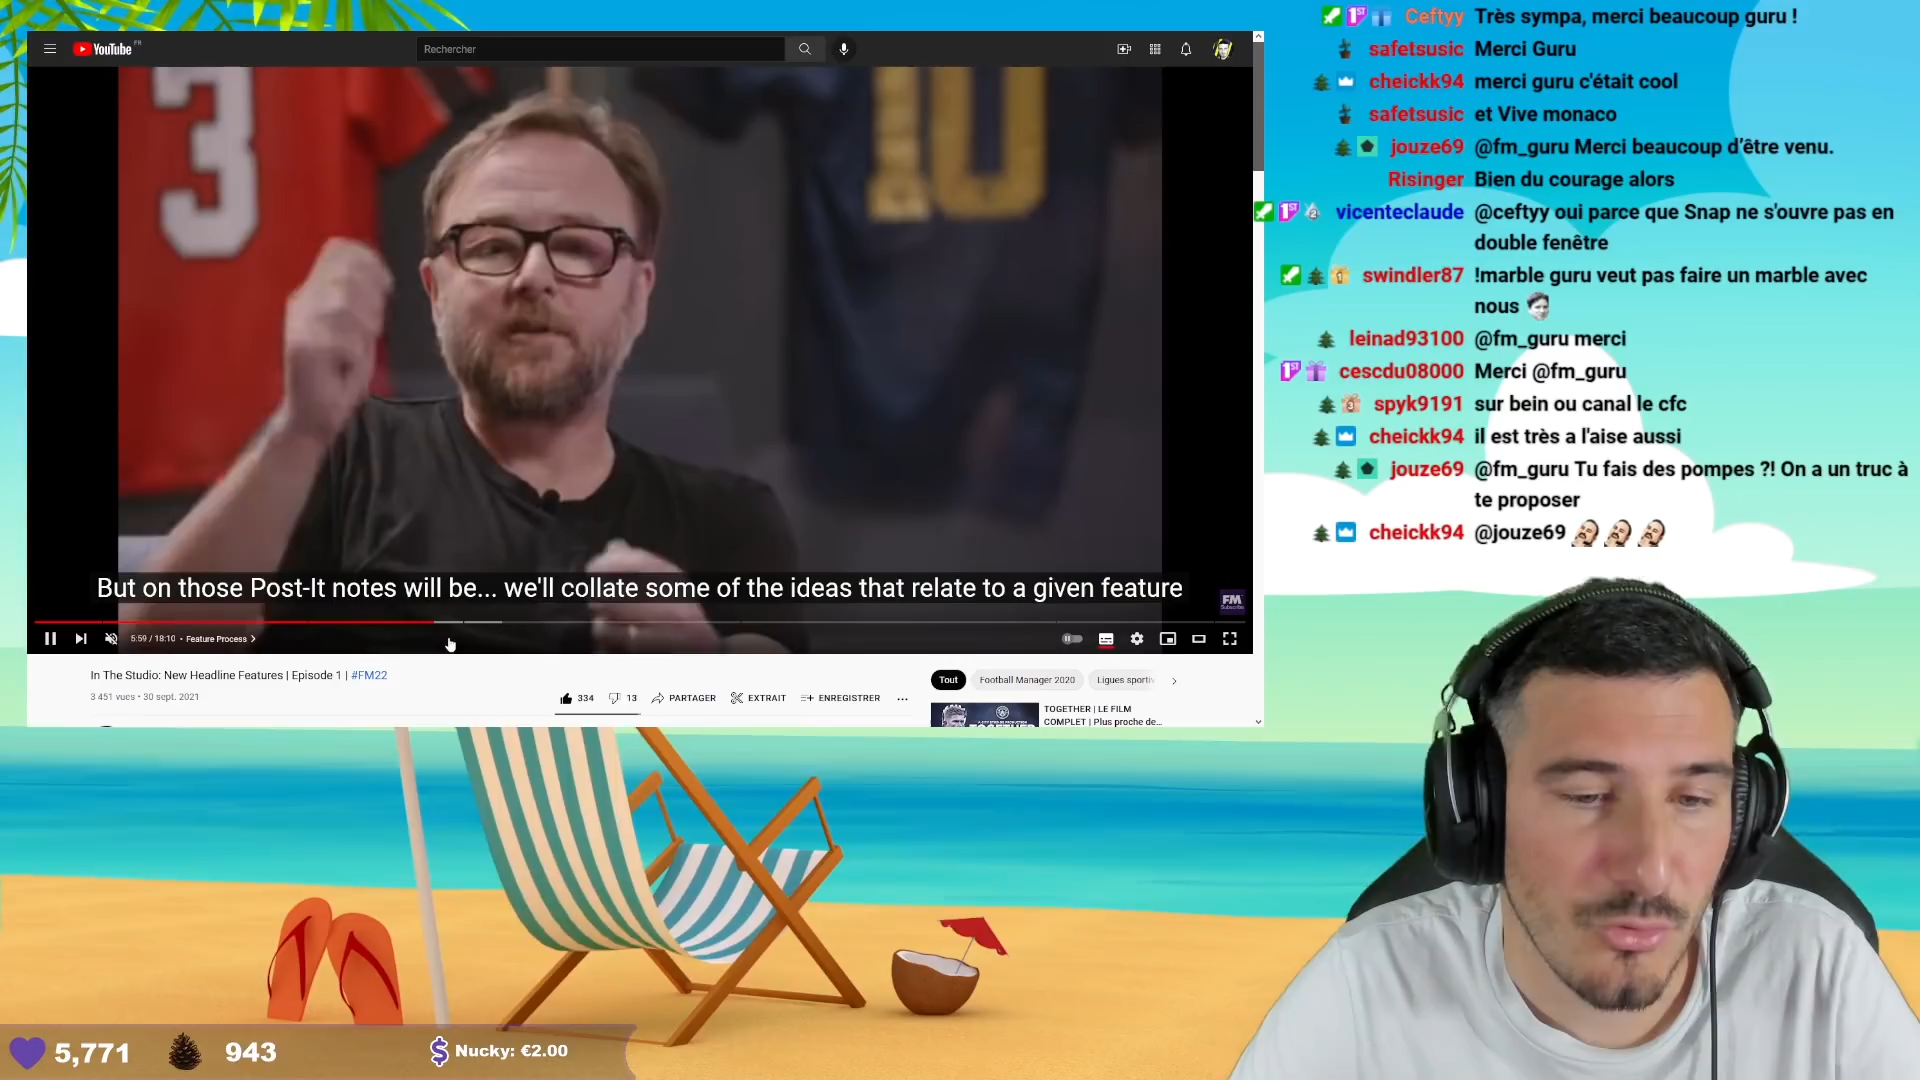 YouTube FR
Rechercher
3
10
But on those Post-It notes will be... we'll collate some of the ideas that relate to a given feature
FM
Subscribe
5:59 / 18:10 • Feature Process >
In The Studio: New Headline Features | Episode 1 | #FM22
3 451 vues • 30 sept. 2021
334
13
PARTAGER
EXTRAIT
ENREGISTRER
Tout
Football Manager 2020
Ligues sportiv
TOGETHER | LE FILM
COMPLET | Plus proche de...
Ceftyy Très sympa, merci beaucoup guru !
safetsusic Merci Guru
cheickk94 merci guru c'était cool
safetsusic et Vive monaco
jouze69 @fm_guru Merci beaucoup d’être venu.
Risinger Bien du courage alors
vicenteclaude @ceftyy oui parce que Snap ne s'ouvre pas en
double fenêtre
swindler87 !marble guru veut pas faire un marble avec
nous
leinad93100 @fm_guru merci
1ST cescdu08000 Merci @fm_guru
spyk9191 sur bein ou canal le cfc
cheickk94 il est très a l'aise aussi
jouze69 @fm_guru Tu fais des pompes ?! On a un truc à
te proposer
cheickk94 @jouze69
5,771
943
$ Nucky: €2.00